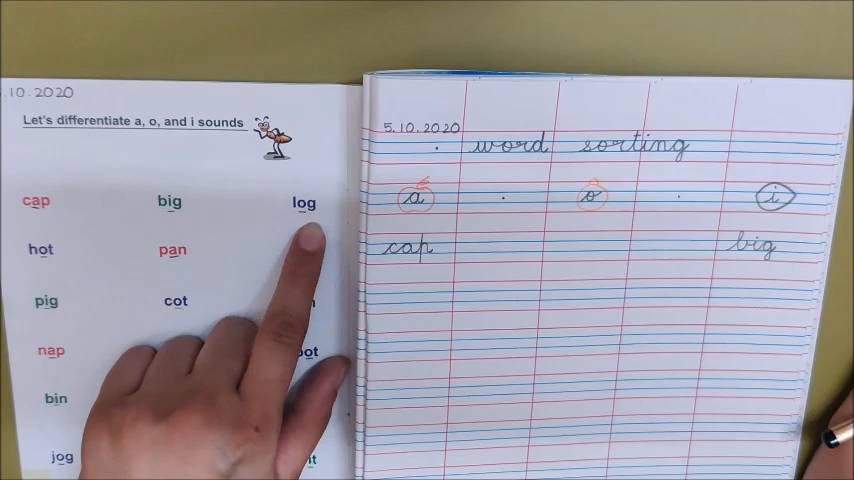 .10.2020
Let's differentiate a, o, and i sounds
cap big log
hot pan
pig cot
nap
bin
jog
5.10.2020
word sorting
a o i
cap big